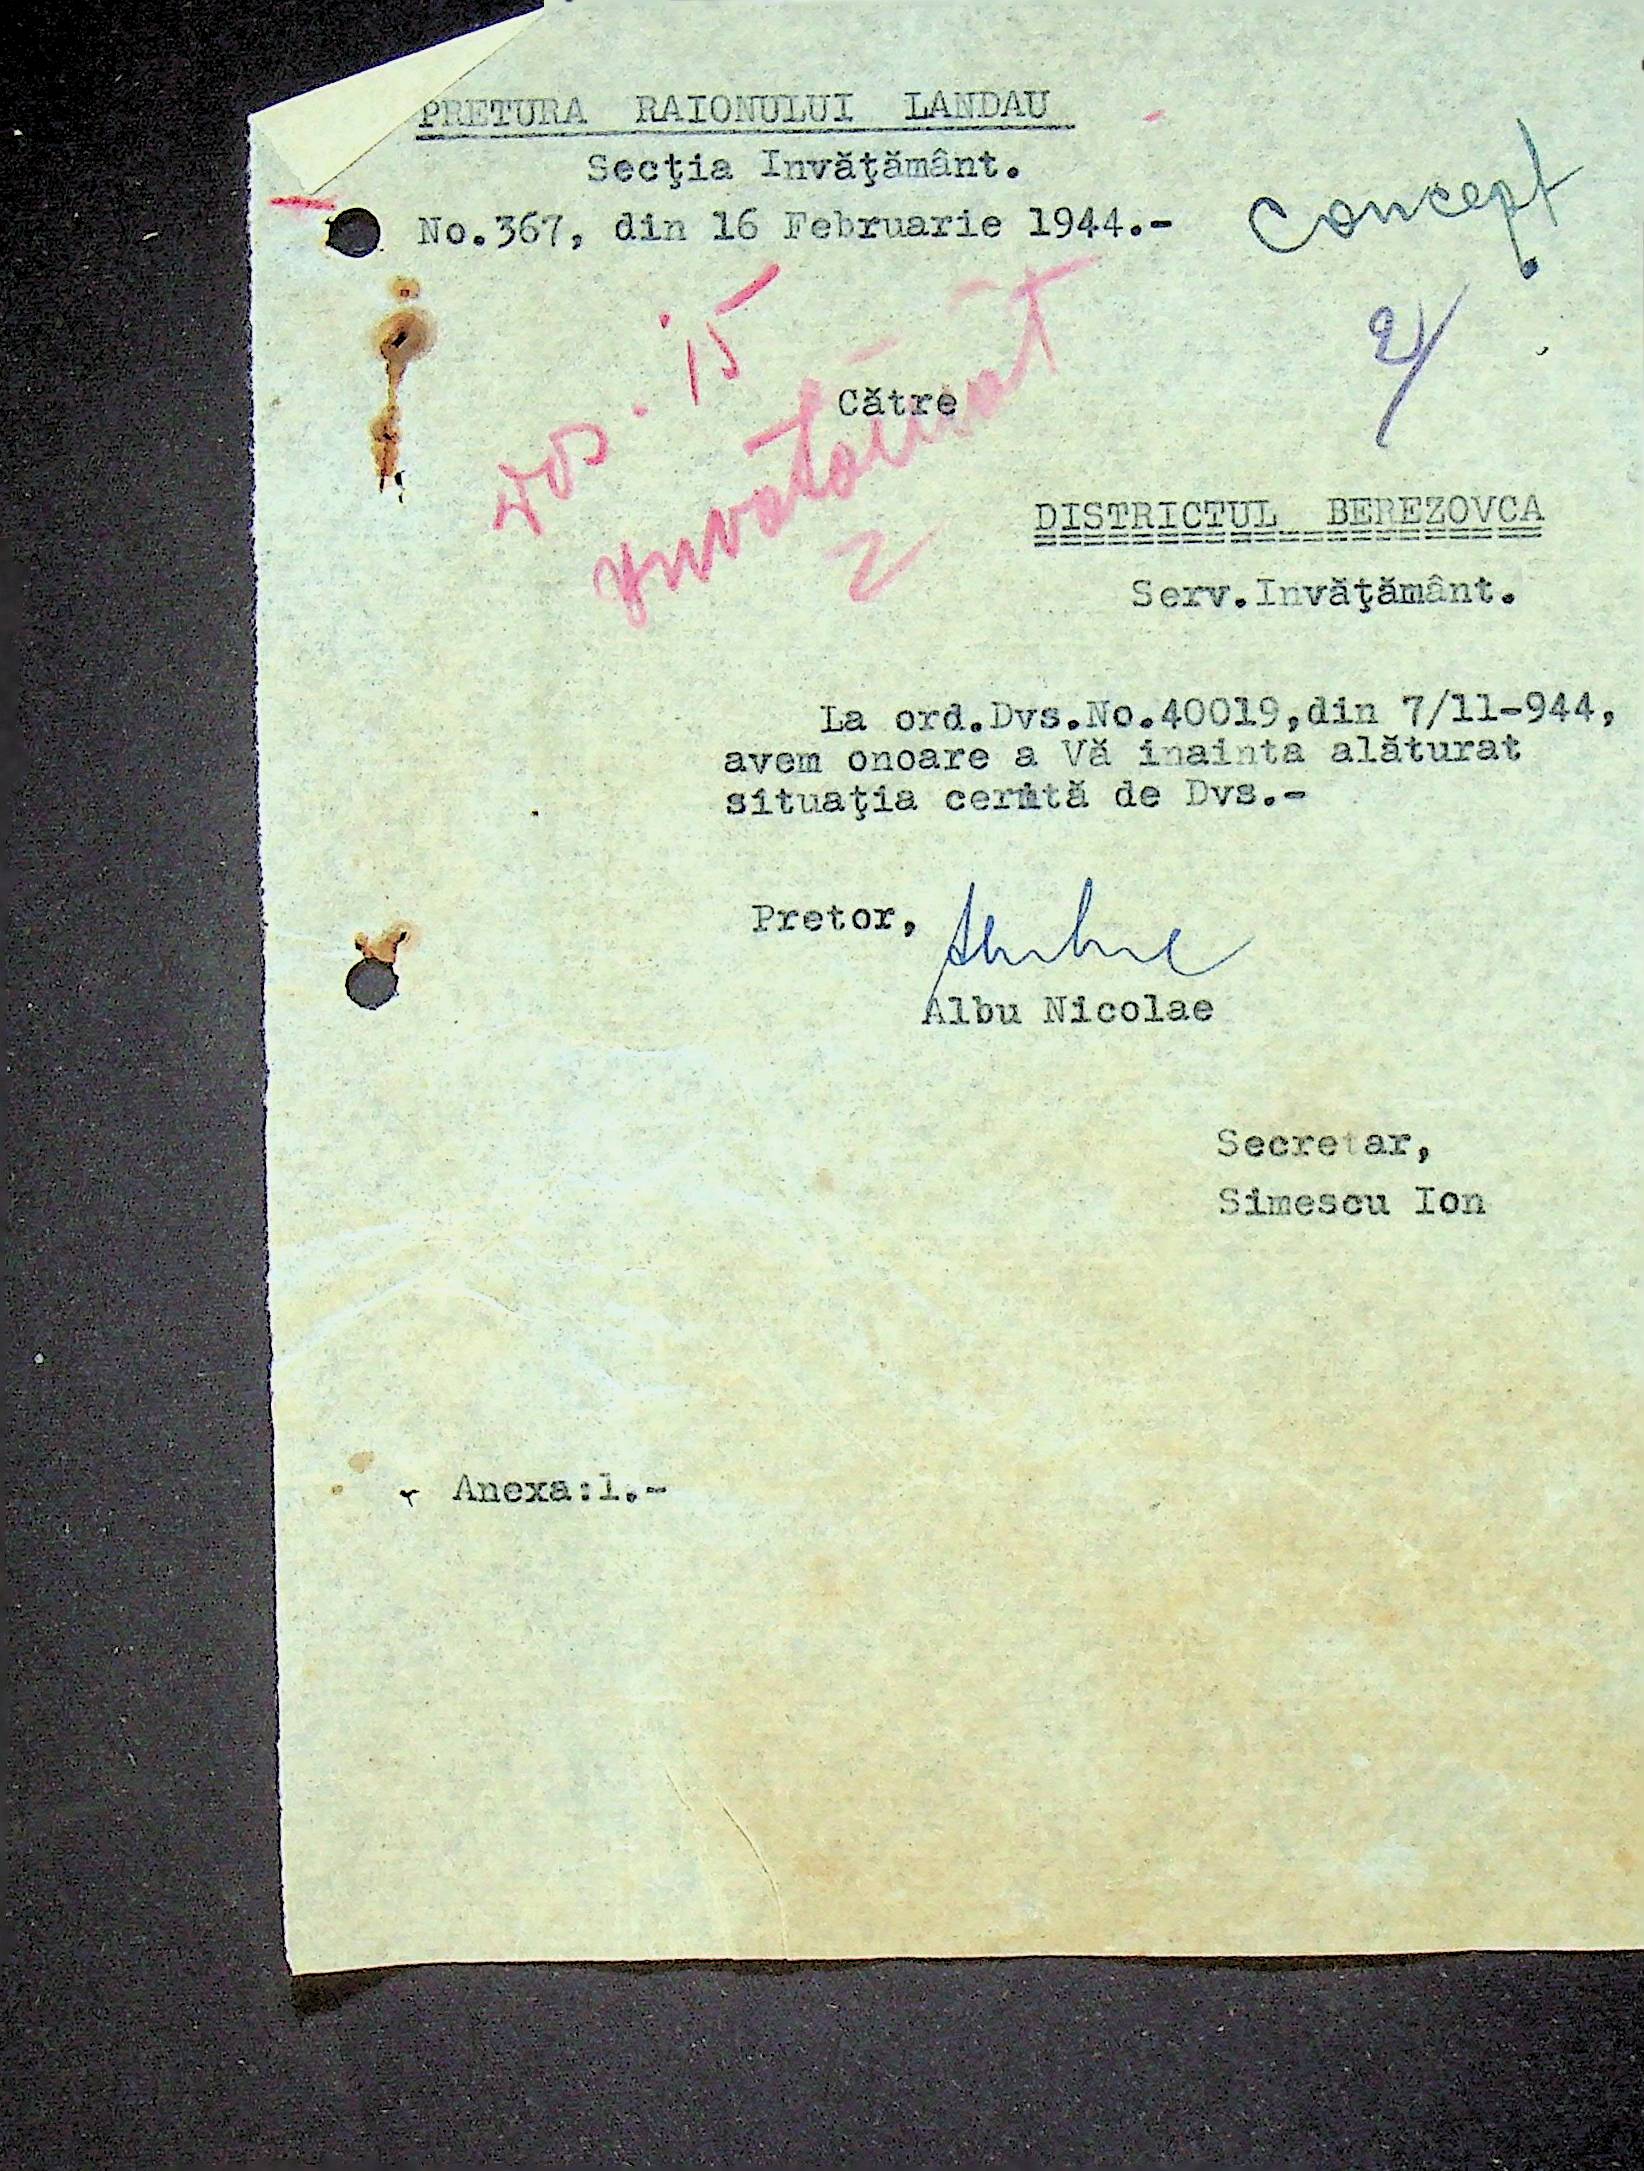 PRETURA RAIONULUI LANDAU
Secţia Invăţământ.
No.367, din 16 Februarie 1944.-
Concept
dos. 15
Către
DISTRICTUL BEREZOVCA
Serv.Invăţământ.
La ord.Dvs.No.40019,din 7/11-944,
avem onoare a Vă inainta alăturat
situaţia cerută de Dvs.-
Pretor,
Albu Nicolae
Secretar,
Simescu Ion
Anexa:1.-